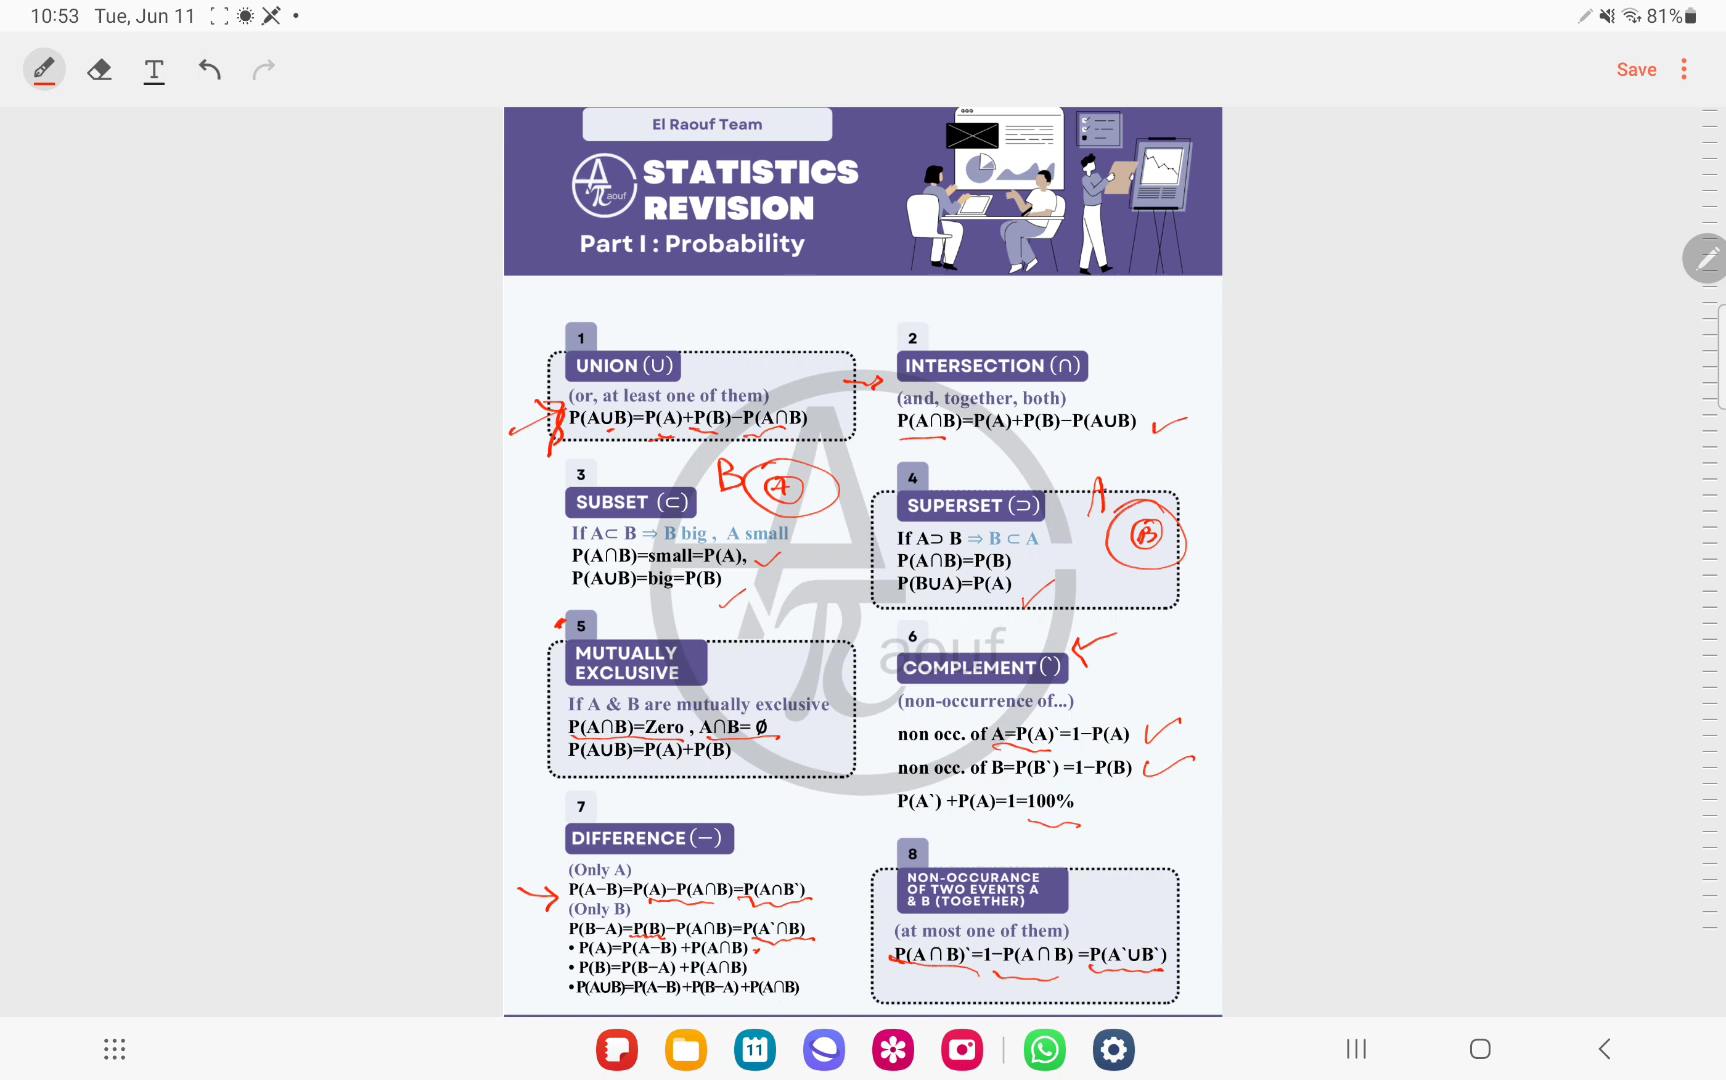 10:53 Tue, Jun 11
81%
T
Save
El Raouf Team
A
π
aouf
STATISTICS
REVISION
Part I : Probability
1
UNION (∪)
(or, at least one of them)
P(A∪B)=P(A)+P(B)−P(A∩B)
2
INTERSECTION (∩)
(and, together, both)
P(A∩B)=P(A)+P(B)−P(A∪B)
3
SUBSET (⊂)
If A⊂ B ⇒ B big , A small
P(A∩B)=small=P(A),
P(A∪B)=big=P(B)
B
A
4
SUPERSET (⊃)
If A⊃ B ⇒ B ⊂ A
P(A∩B)=P(B)
P(B∪A)=P(A)
A
B
5
MUTUALLY
EXCLUSIVE
If A & B are mutually exclusive
P(A∩B)=Zero , A∩B= ∅
P(A∪B)=P(A)+P(B)
aouf
6
COMPLEMENT(`)
(non-occurrence of...)
non occ. of A=P(A)`=1−P(A)
non occ. of B=P(B`) =1−P(B)
P(A`) +P(A)=1=100%
7
DIFFERENCE (−)
(Only A)
P(A−B)=P(A)−P(A∩B)=P(A∩B`)
(Only B)
P(B−A)=P(B)−P(A∩B)=P(A`∩B)
• P(A)=P(A−B) +P(A∩B)
• P(B)=P(B−A) +P(A∩B)
•P(A∪B)=P(A−B)+P(B−A)+P(A∩B)
8
NON-OCCURANCE
OF TWO EVENTS A
& B (TOGETHER)
(at most one of them)
P(A ∩ B)`=1−P(A ∩ B) =P(A`∪B`)
11